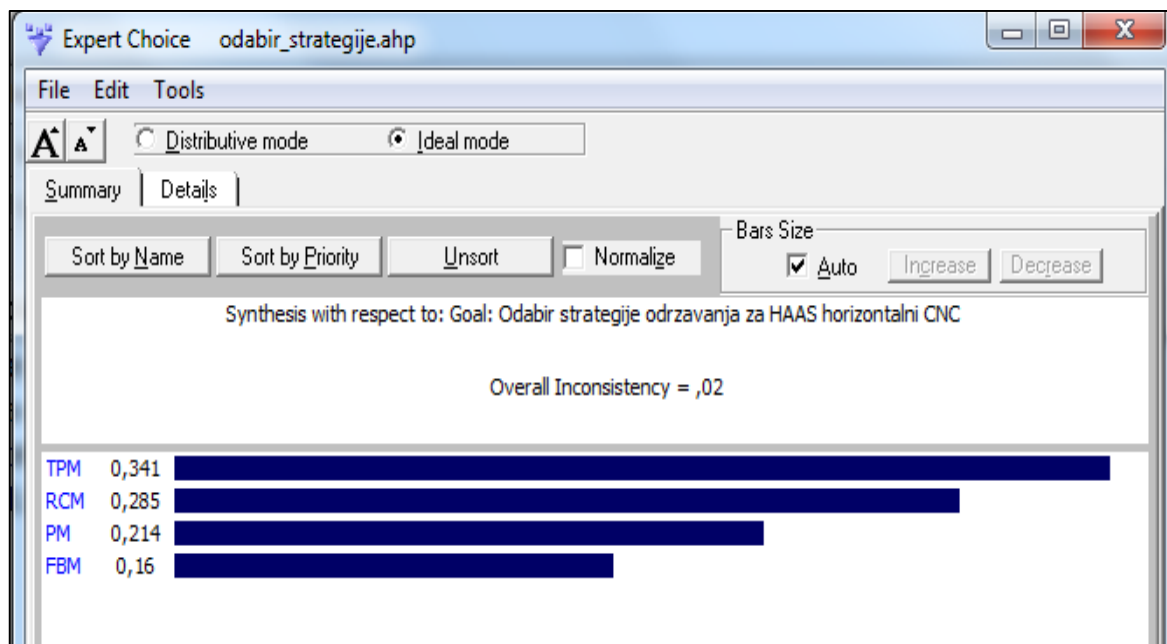 Expert Choice odabir_strategije.ahp
File Edit Tools
A A Distributive mode Ideal mode
Summary Details
Sort by Name Sort by Priority Unsort Normalize Bars Size Auto Increase Decrease
Synthesis with respect to: Goal: Odabir strategije odrzavanja za HAAS horizontalni CNC
Overall Inconsistency = ,02
TPM 0,341
RCM 0,285
PM 0,214
FBM 0,16